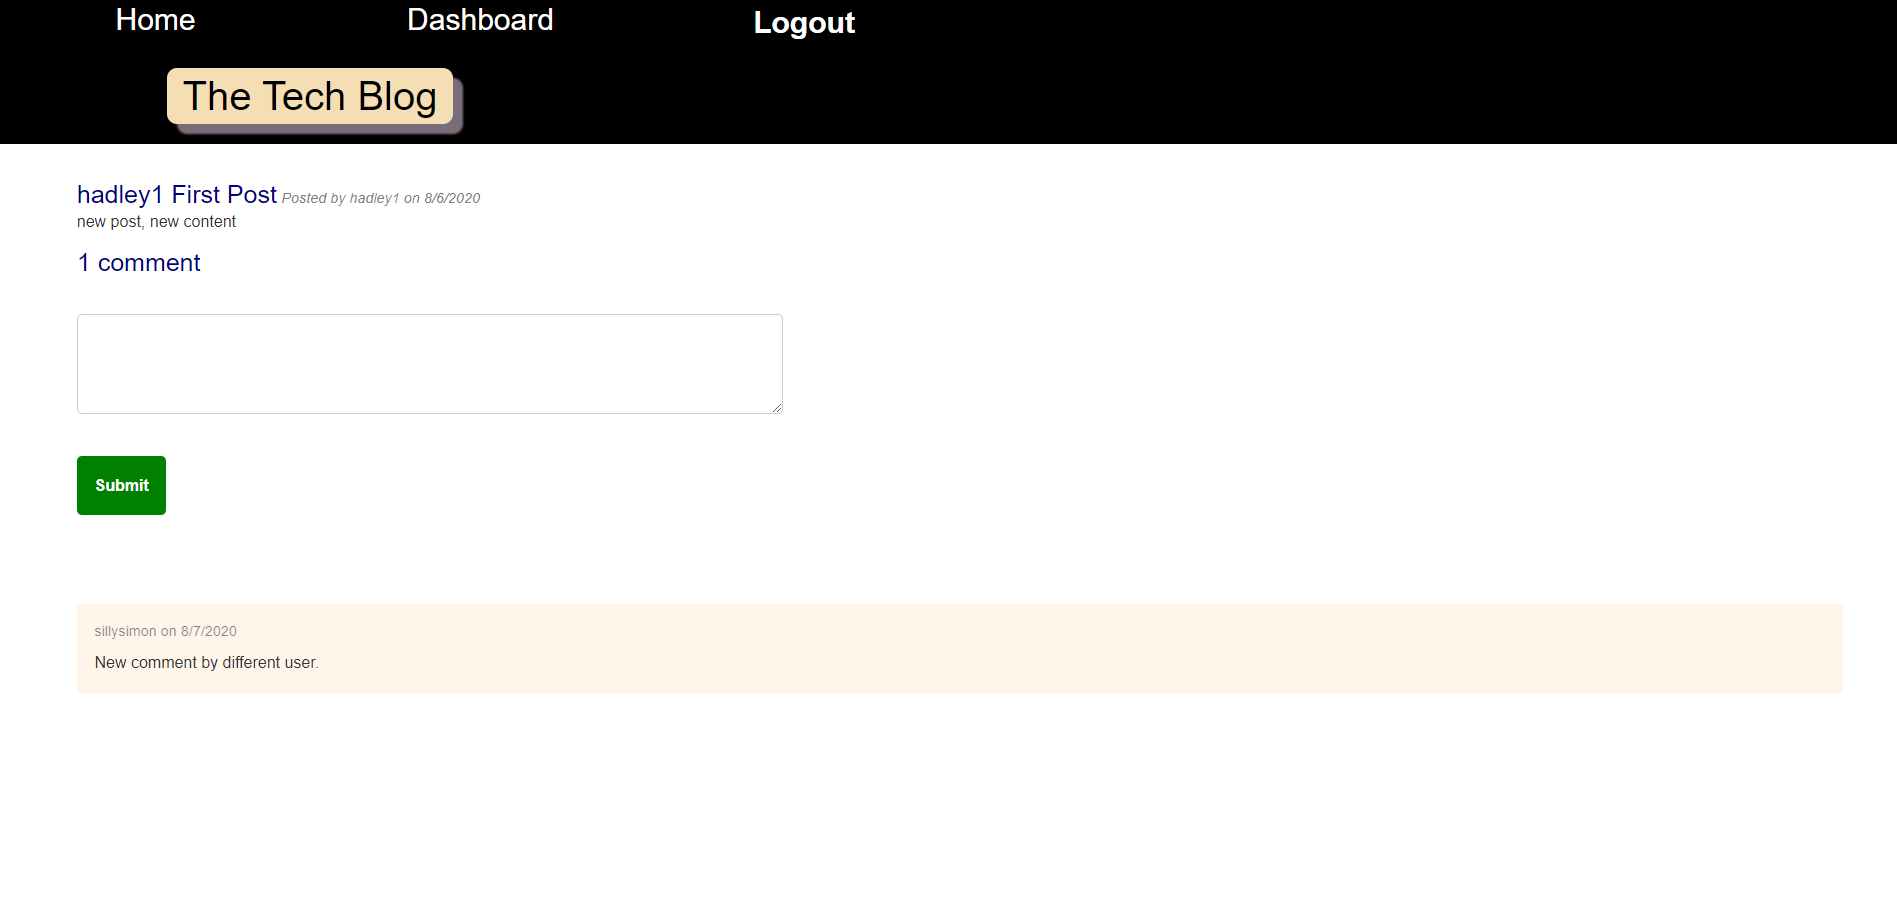 Home Dashboard Logout
The Tech Blog
hadley1 First Post Posted by hadley1 on 8/6/2020
new post, new content
1 comment
Submit
sillysimon on 8/7/2020
New comment by different user.